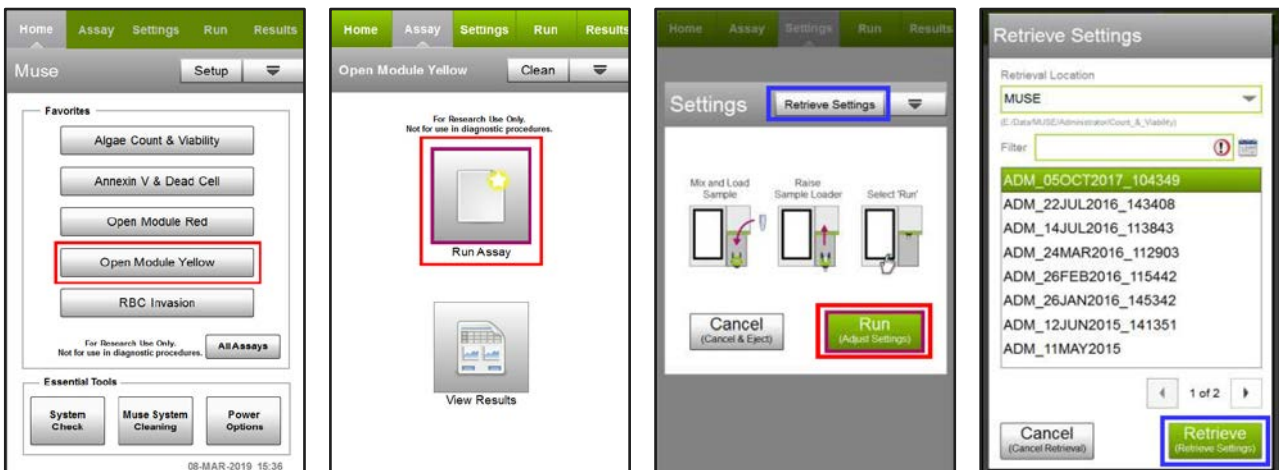 Home Assay Settings Run Results
Muse Setup
Favorites
Algae Count & Viability
Annexin V & Dead Cell
Open Module Red
Open Module Yellow
RBC Invasion
For Research Use Only.
Not for use in diagnostic procedures.
All Assays
Essential Tools
System
Check
Muse System
Cleaning
Power
Options
08-MAR-2019 15:36
Home Assay Settings Run Results
Open Module Yellow Clean
For Research Use Only.
Not for use in diagnostic procedures.
Run Assay
View Results
Home Assay Settings Run Results
Settings Retrieve Settings
Mix and Load
Sample
Raise
Sample Loader
Select 'Run'
Cancel
(Cancel & Eject)
Run
(Adjust Settings)
Retrieve Settings
Retrieval Location
MUSE
(E:/Data/MUSE/Administrator/Count_&_Viability)
Filter
ADM_05OCT2017_104349
ADM_22JUL2016_143408
ADM_14JUL2016_113843
ADM_24MAR2016_112903
ADM_26FEB2016_115442
ADM_26JAN2016_145342
ADM_12JUN2015_141351
ADM_11MAY2015
1 of 2
Cancel
(Cancel Retrieval)
Retrieve
(Retrieve Settings)